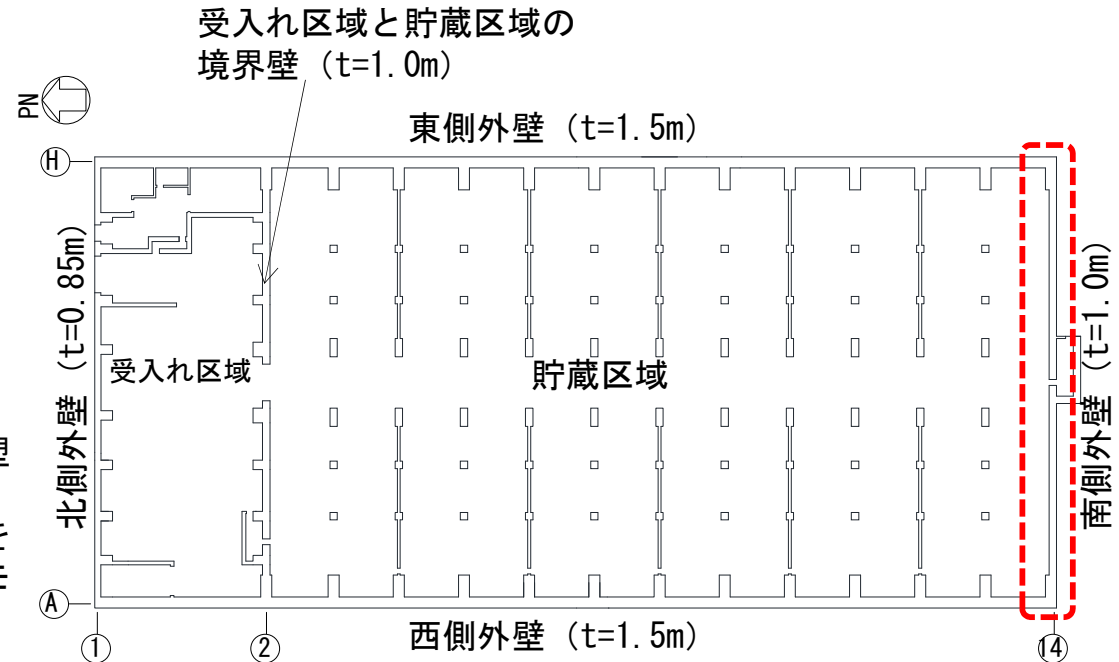 受入れ区域と貯蔵区域の
境界壁 (t=1.0m)
PN
東側外壁 (t=1.5m)
H
北側外壁 (t=0.85m)
受入れ区域
貯蔵区域
南側外壁 (t=1.0m)
A
西側外壁 (t=1.5m)
1
2
14